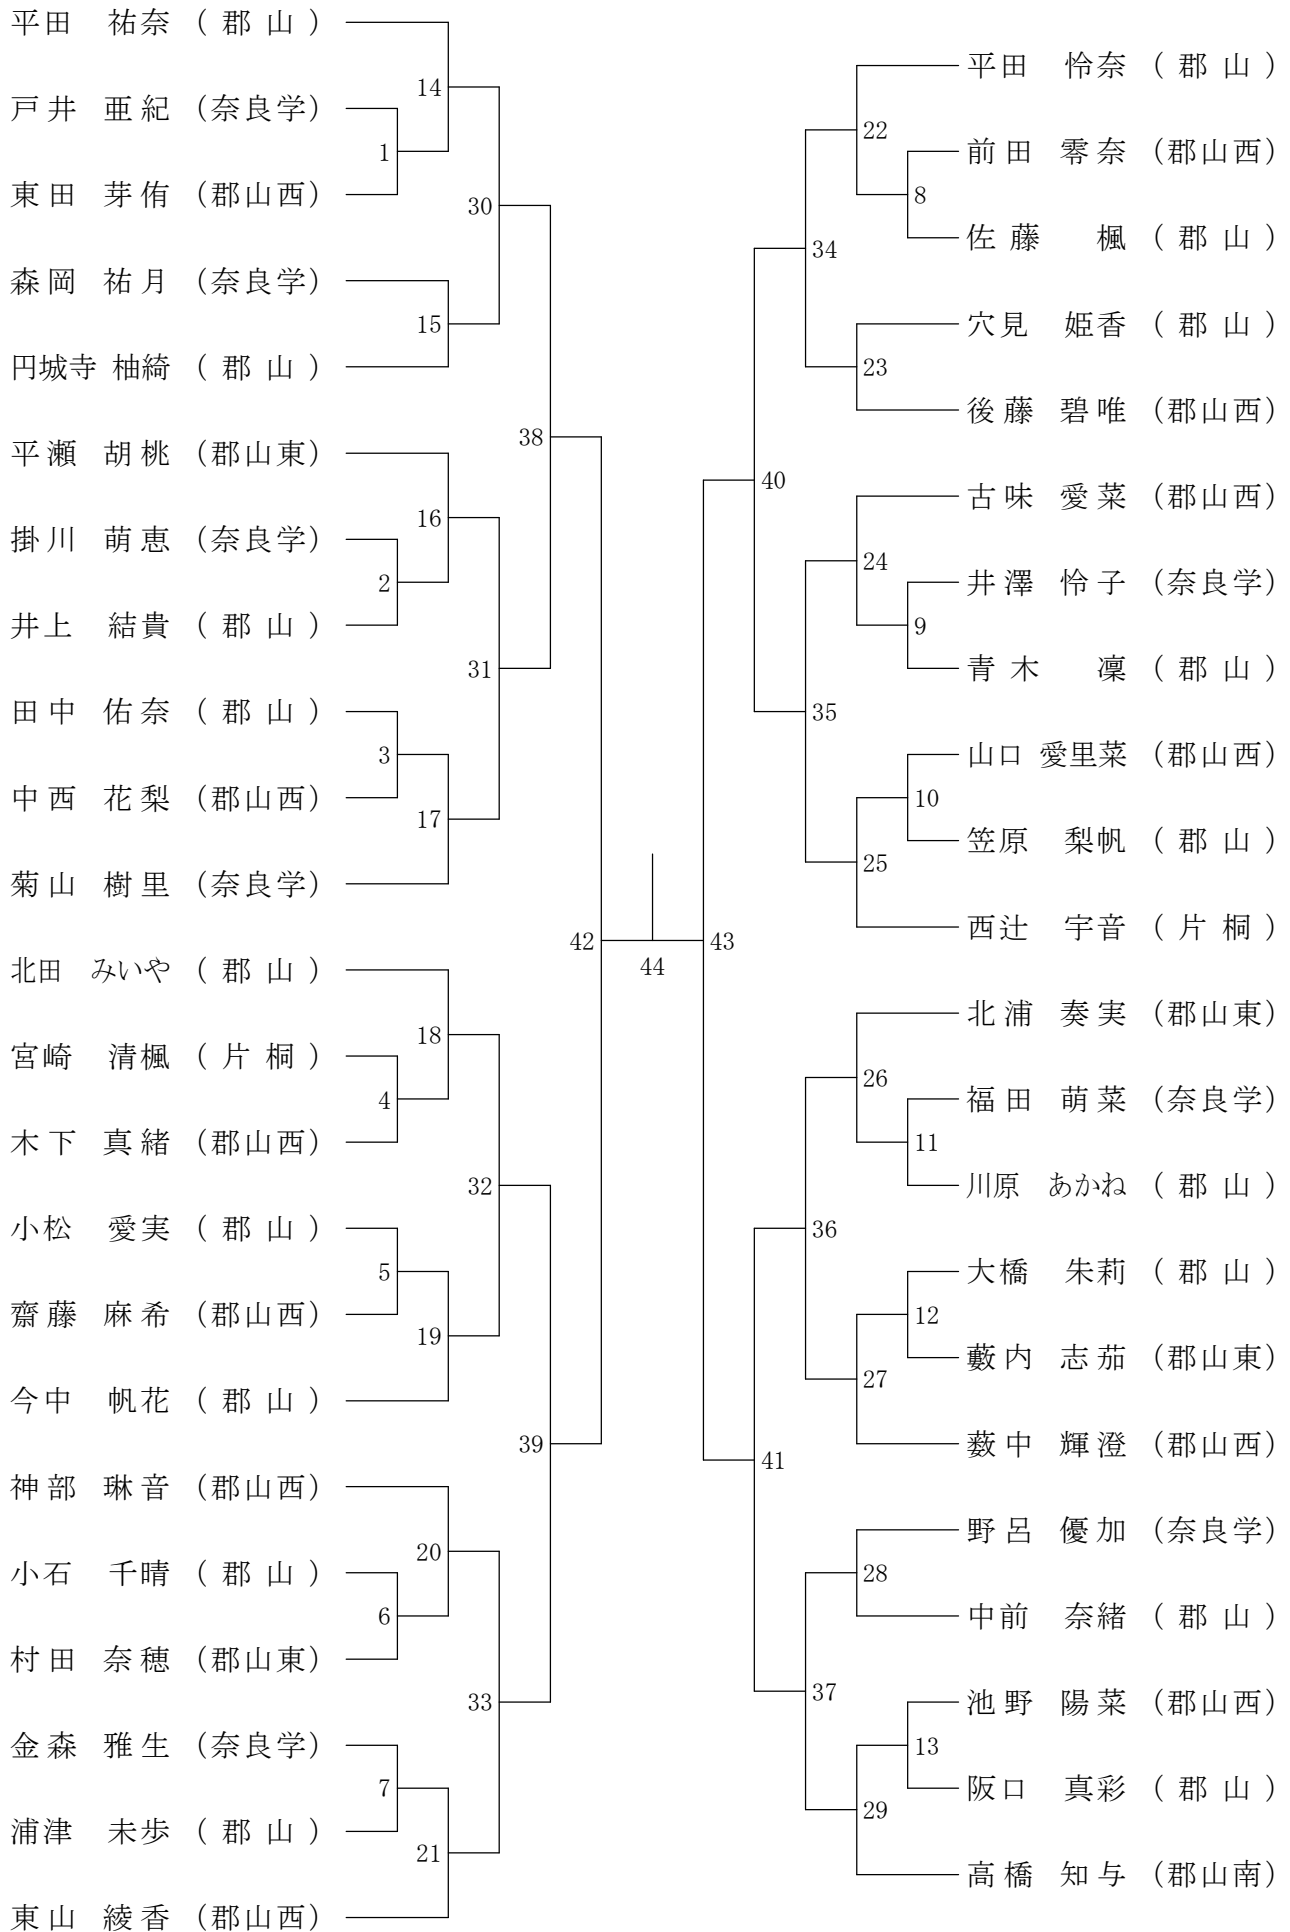 平田 祐奈 (郡山)
14
戸井 亜紀 (奈良学)
1
東田 芽侑 (郡山西)
30
森岡 祐月 (奈良学)
15
円城寺 柚綺 (郡山)
38
平瀬 胡桃 (郡山東)
16
掛川 萌恵 (奈良学)
2
井上 結貴 (郡山)
31
田中 佑奈 (郡山)
3
中西 花梨 (郡山西)
17
菊山 樹里 (奈良学)
42
北田 みいや (郡山)
18
宮崎 清楓 (片桐)
4
木下 真緒 (郡山西)
32
小松 愛実 (郡山)
5
齋藤 麻希 (郡山西)
19
今中 帆花 (郡山)
39
神部 琳音 (郡山西)
20
小石 千晴 (郡山)
6
村田 奈穂 (郡山東)
33
金森 雅生 (奈良学)
7
浦津 未歩 (郡山)
21
東山 綾香 (郡山西)
44
平田 怜奈 (郡山)
22
前田 零奈 (郡山西)
8
佐藤 楓 (郡山)
34
穴見 姫香 (郡山)
23
後藤 碧唯 (郡山西)
40
古味 愛菜 (郡山西)
24
井澤 怜子 (奈良学)
9
青木 凜 (郡山)
35
山口 愛里菜 (郡山西)
10
笠原 梨帆 (郡山)
25
西辻 宇音 (片桐)
43
北浦 奏実 (郡山東)
26
福田 萌菜 (奈良学)
11
川原 あかね (郡山)
36
大橋 朱莉 (郡山)
12
藪内 志茄 (郡山東)
27
薮中 輝澄 (郡山西)
41
野呂 優加 (奈良学)
28
中前 奈緒 (郡山)
37
池野 陽菜 (郡山西)
13
阪口 真彩 (郡山)
29
高橋 知与 (郡山南)